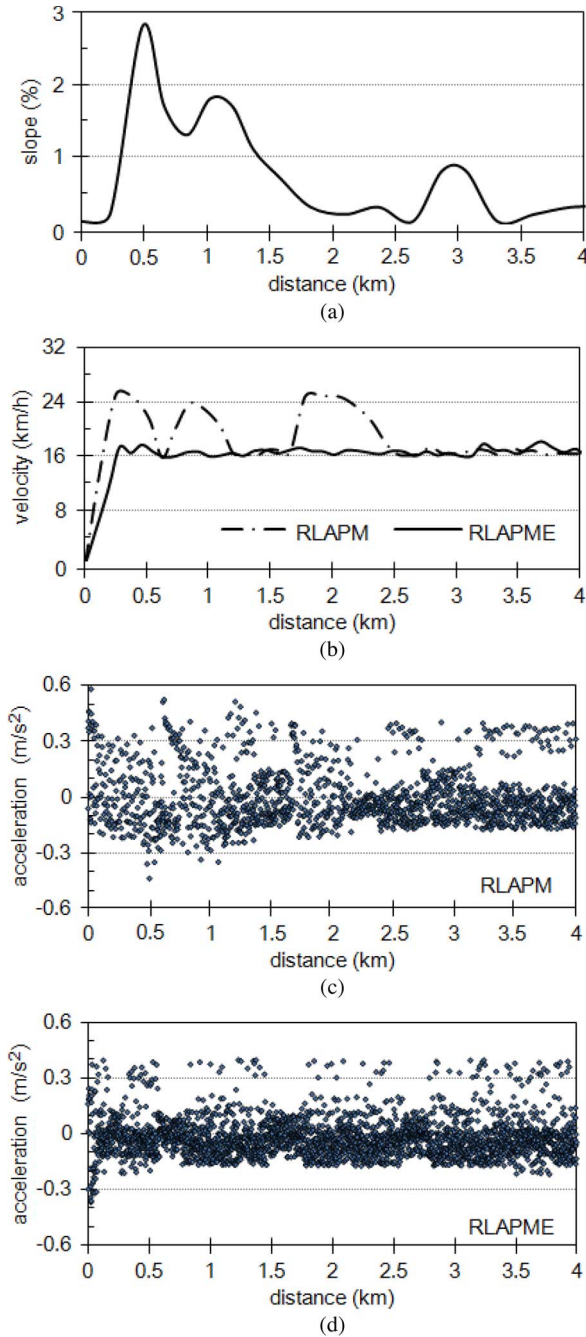 3
2
1
0
slope (%)
0 0.5 1 1.5 2 2.5 3 3.5 4
distance (km)
(a)
32
24
16
8
0
velocity (km/h)
RLAPM RLAPME
0 0.5 1 1.5 2 2.5 3 3.5 4
distance (km)
(b)
0.6
0.3
0
-0.3
-0.6
acceleration (m/s²)
RLAPM
0 0.5 1 1.5 2 2.5 3 3.5 4
distance (km)
(c)
0.6
0.3
0
-0.3
-0.6
acceleration (m/s²)
RLAPME
0 0.5 1 1.5 2 2.5 3 3.5 4
distance (km)
(d)